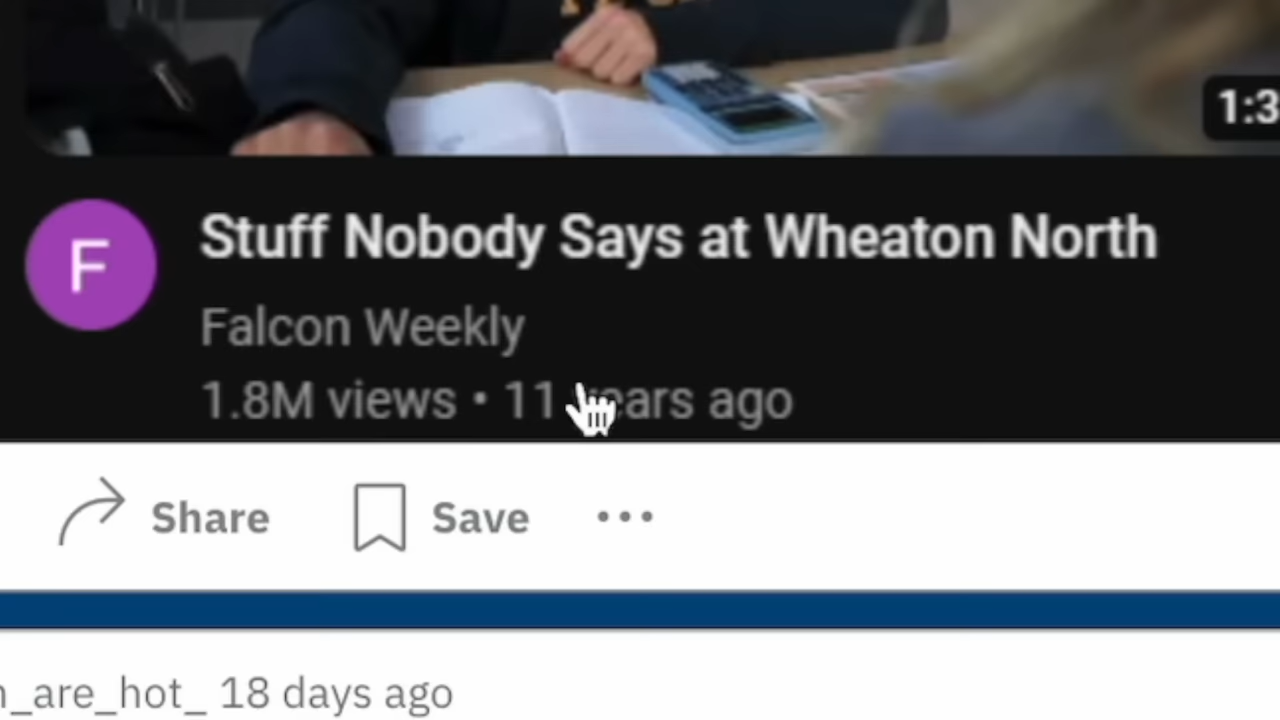 1:3
F
Stuff Nobody Says at Wheaton North
Falcon Weekly
1.8M views • 11 years ago
Share
Save
n_are_hot_ 18 days ago